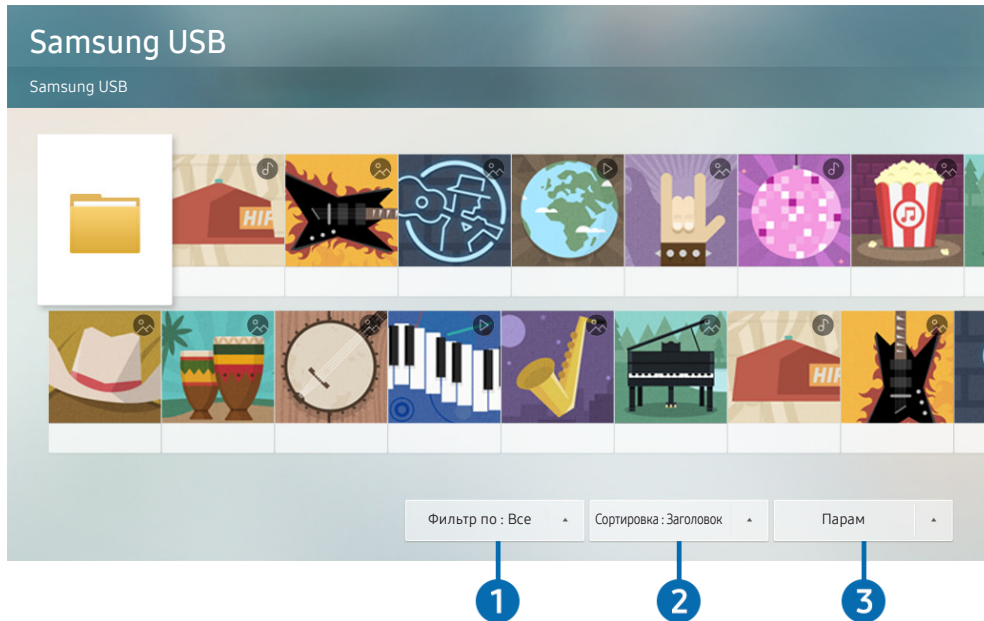 Samsung USB
Samsung USB
HIF
HIF
Фильтр по : Все
Сортировка : Заголовок
Парам
1
2
3